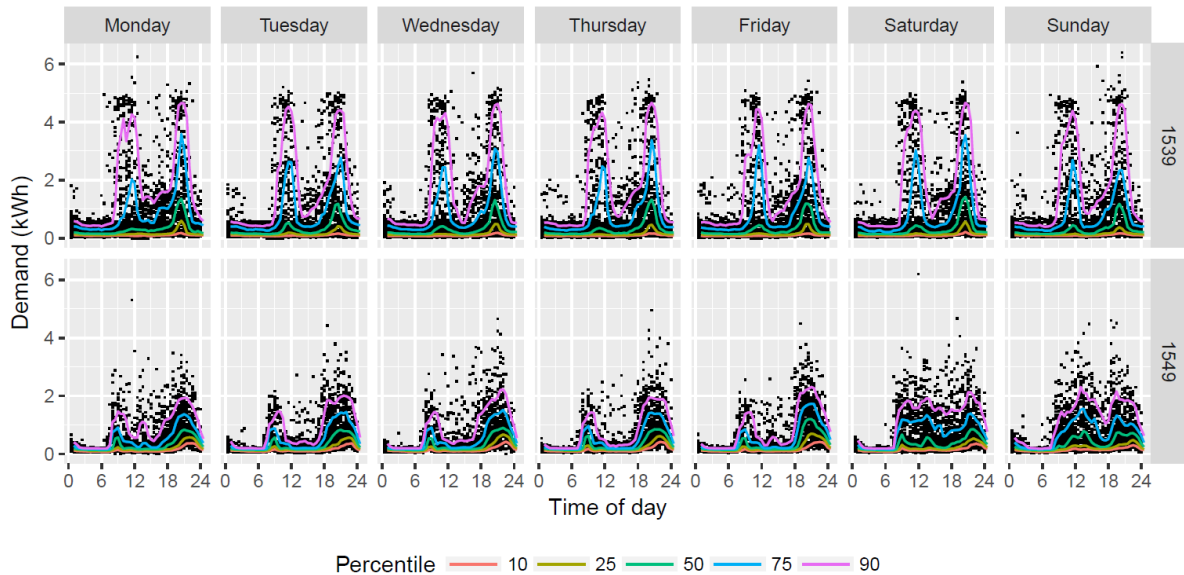 Monday Tuesday Wednesday Thursday Friday Saturday Sunday
Demand (kWh)
6
4
2
0
1539
6
4
2
0
1549
0 6 12 18 24 0 6 12 18 24 0 6 12 18 24 0 6 12 18 24 0 6 12 18 24 0 6 12 18 24 0 6 12 18 24
Time of day
Percentile 10 25 50 75 90